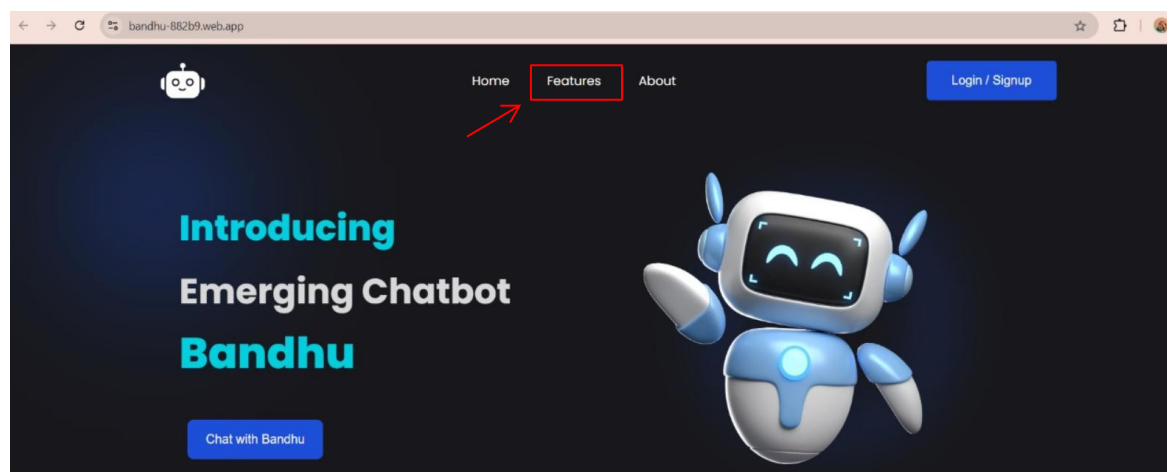 bandhu-882b9.web.app
Home Features About Login / Signup
Introducing
Emerging Chatbot
Bandhu
Chat with Bandhu